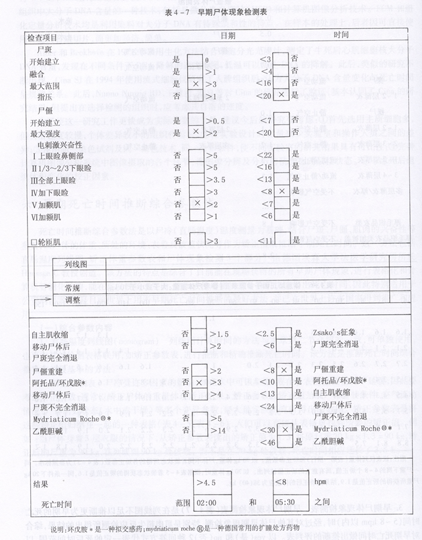 表 4-7 早期尸体现象检测表
检查项目 日期 时间
尸斑
开始建立 是 0 <3 否
融合 是 >1 <4 否
最大范围 是 × >3 <16 否
指压 否 >1 <20 × 是
尸僵
开始建立 是 >0.5 <7 否
最大强度 是 × >2 <20 否
电刺激兴奋性
Ⅰ上眼睑鼻侧部 否 >5 <22 是
Ⅱ1/3~2/3下眼睑 否 >5 <16 是
Ⅲ全部上眼睑 否 >3.5 <13 是
Ⅳ加下眼睑 否 >3 <8 × 是
Ⅴ加额肌 否 × >2 <7 是
Ⅵ加颊肌 否 >1 <6 是
口轮匝肌 否 >3 <11 是
列线图
常规
调整
自主肌收缩 否 >1.5 <2.5 是 Zsako's征象
移动尸体后 否 >2 <6 是 尸斑完全消退
尸斑完全消退
尸僵重建 否 >2 <8 × 是 尸僵重建
阿托品/环戊胺* 否 × >3 <10 是 阿托品/环戊胺*
移动尸体后 否 >4 <13 是 自主肌收缩
尸斑不完全消退 <24 是 移动尸体后
Mydriaticum Roche®* 否 >5 尸斑不完全消退
乙酰胆碱 否 >14 <30 × 是 Mydriaticum Roche®*
<46 是 乙酰胆碱
结果 >4.5 <8 hpm
死亡时间 范围 02:00 和 05:30 之间
说明:环戊胺*是一种拟交感药;mydriaticum roche ®*是一种德国常用的扩瞳处方药物